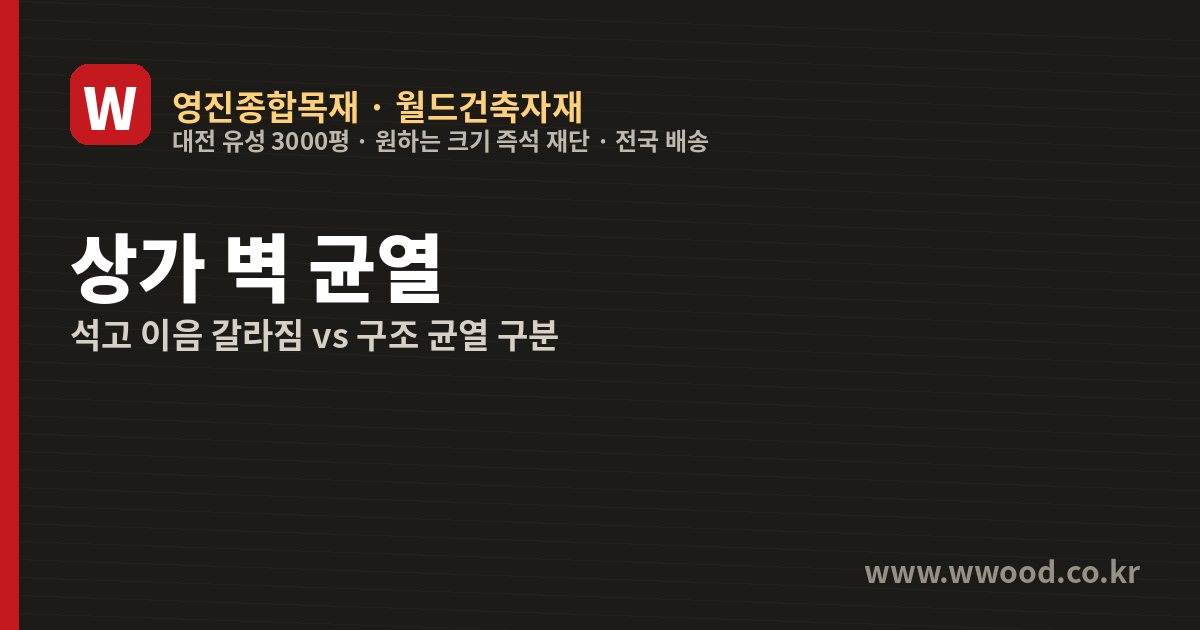 W
영진종합목재 · 월드건축자재
대전 유성 3000평 · 원하는 크기 즉석 재단 · 전국 배송
상가 벽 균열
석고 이음 갈라짐 vs 구조 균열 구분
www.wwood.co.kr